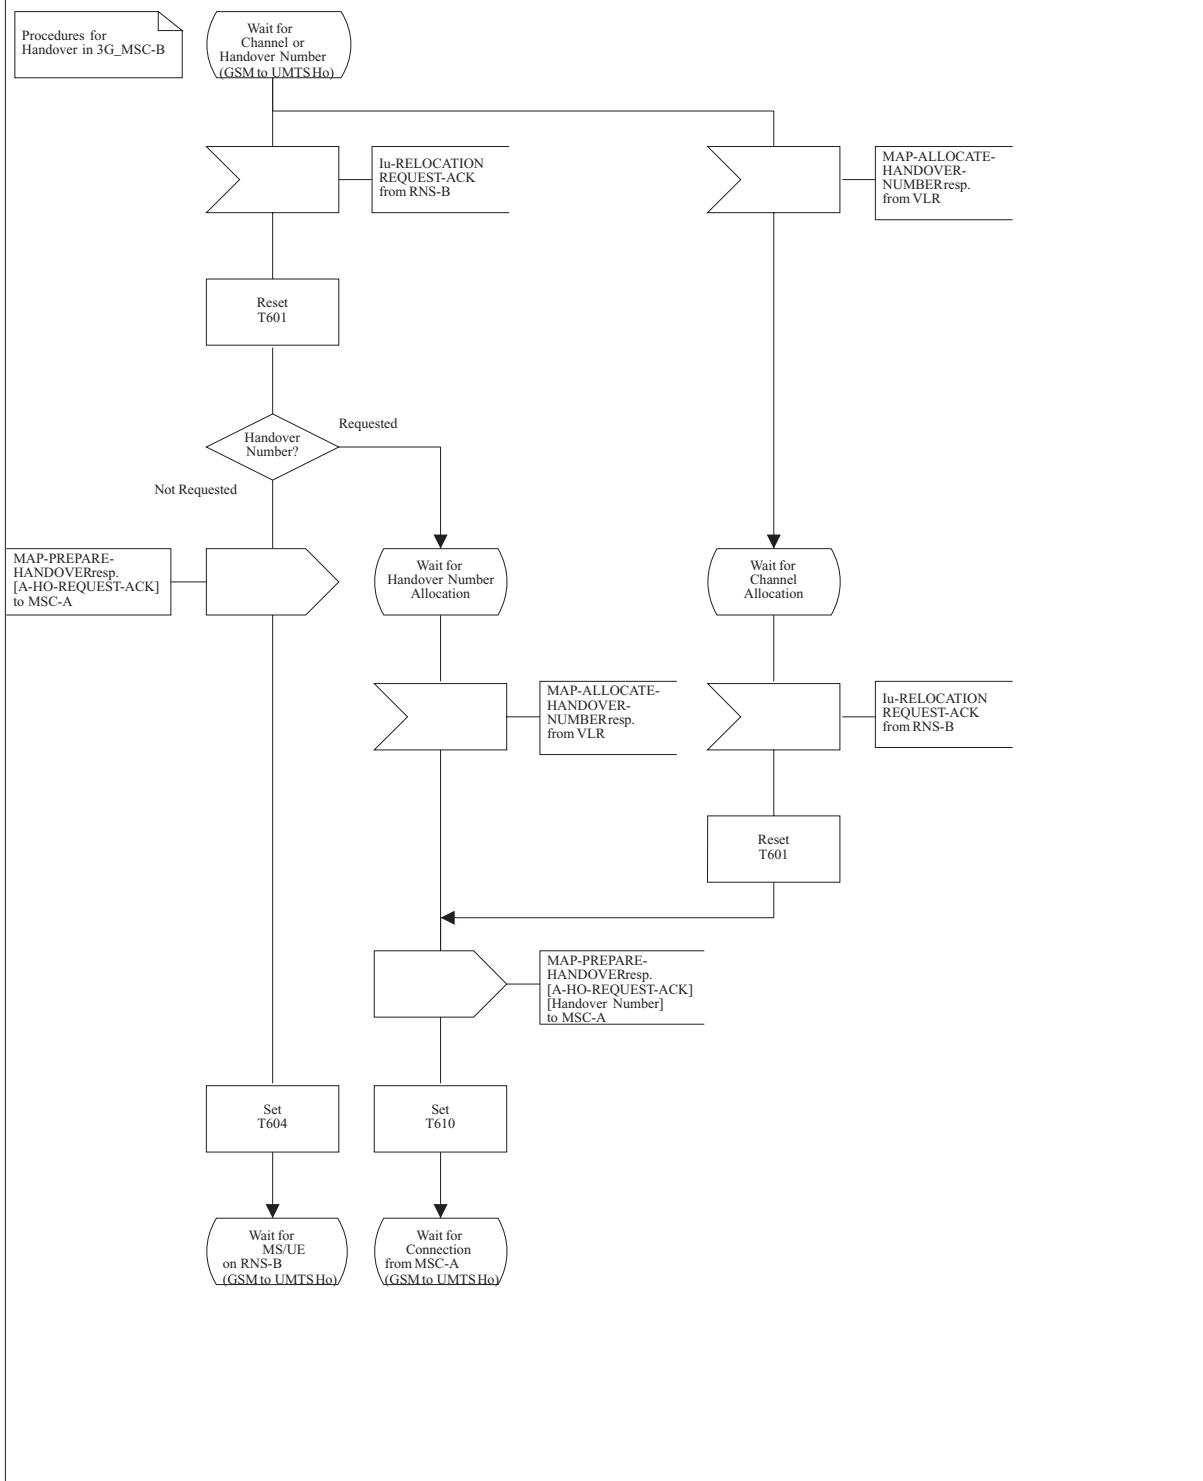 Procedures for
Handover in 3G_MSC-B
Wait for
Channel or
Handover Number
(GSM to UMTS Ho)
Iu-RELOCATION
REQUEST-ACK
from RNS-B
MAP-ALLOCATE-
HANDOVER-
NUMBER resp.
from VLR
Reset
T601
Handover
Number?
Requested
Not Requested
MAP-PREPARE-
HANDOVER resp.
[A-HO-REQUEST-ACK]
to MSC-A
Wait for
Handover Number
Allocation
Wait for
Channel
Allocation
MAP-ALLOCATE-
HANDOVER-
NUMBER resp.
from VLR
Iu-RELOCATION
REQUEST-ACK
from RNS-B
Reset
T601
MAP-PREPARE-
HANDOVER resp.
[A-HO-REQUEST-ACK]
[Handover Number]
to MSC-A
Set
T604
Set
T610
Wait for
MS/UE
on RNS-B
(GSM to UMTS Ho)
Wait for
Connection
from MSC-A
(GSM to UMTS Ho)